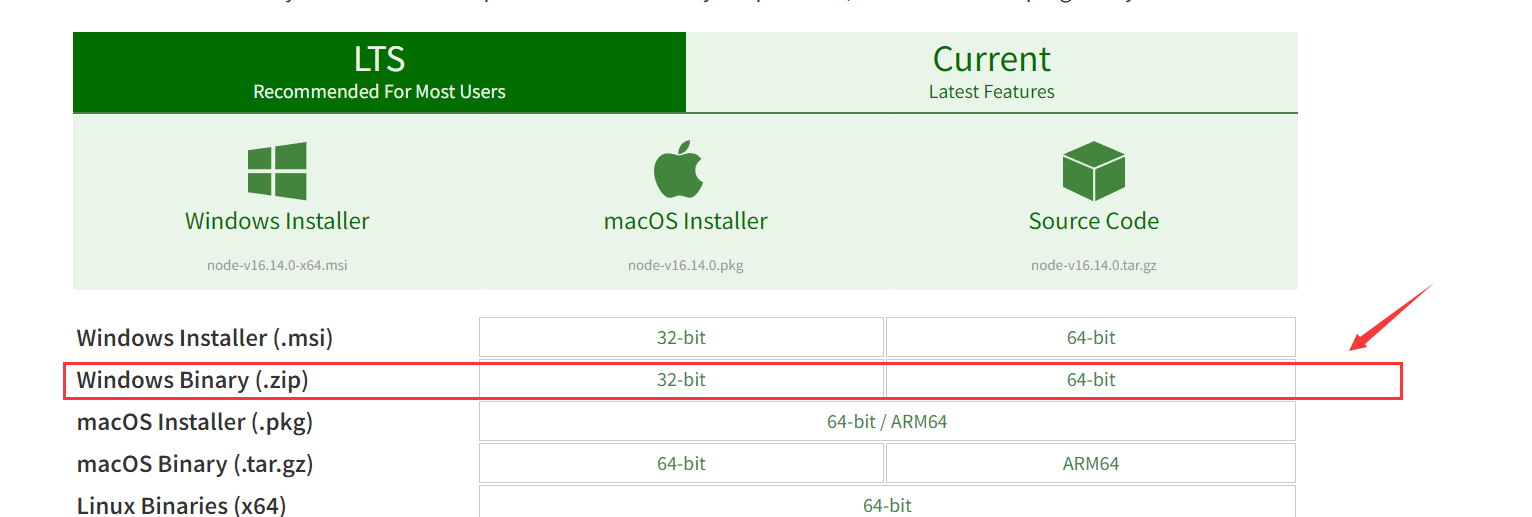 LTS
Recommended For Most Users
Current
Latest Features
Windows Installer
node-v16.14.0-x64.msi
macOS Installer
node-v16.14.0.pkg
Source Code
node-v16.14.0.tar.gz
Windows Installer (.msi) 32-bit 64-bit
Windows Binary (.zip) 32-bit 64-bit
macOS Installer (.pkg) 64-bit / ARM64
macOS Binary (.tar.gz) 64-bit ARM64
Linux Binaries (x64) 64-bit